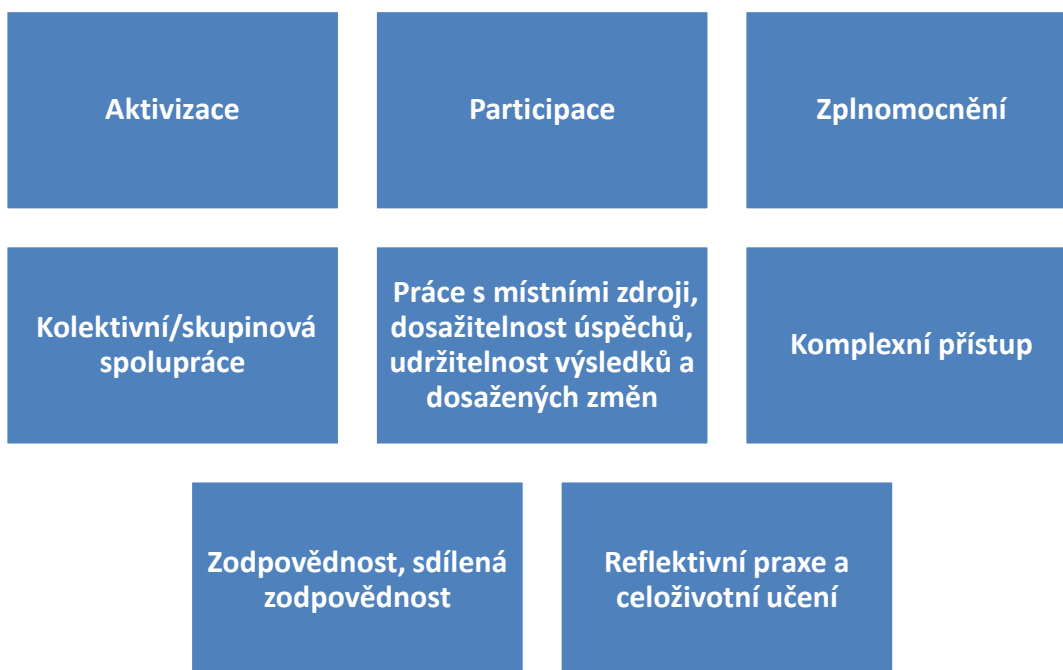 Aktivizace
Participace
Zplnomocnění
Kolektivní/skupinová
spolupráce
Práce s místními zdroji,
dosažitelnost úspěchů,
udržitelnost výsledků a
dosažených změn
Komplexní přístup
Zodpovědnost, sdílená
zodpovědnost
Reflektivní praxe a
celoživotní učení